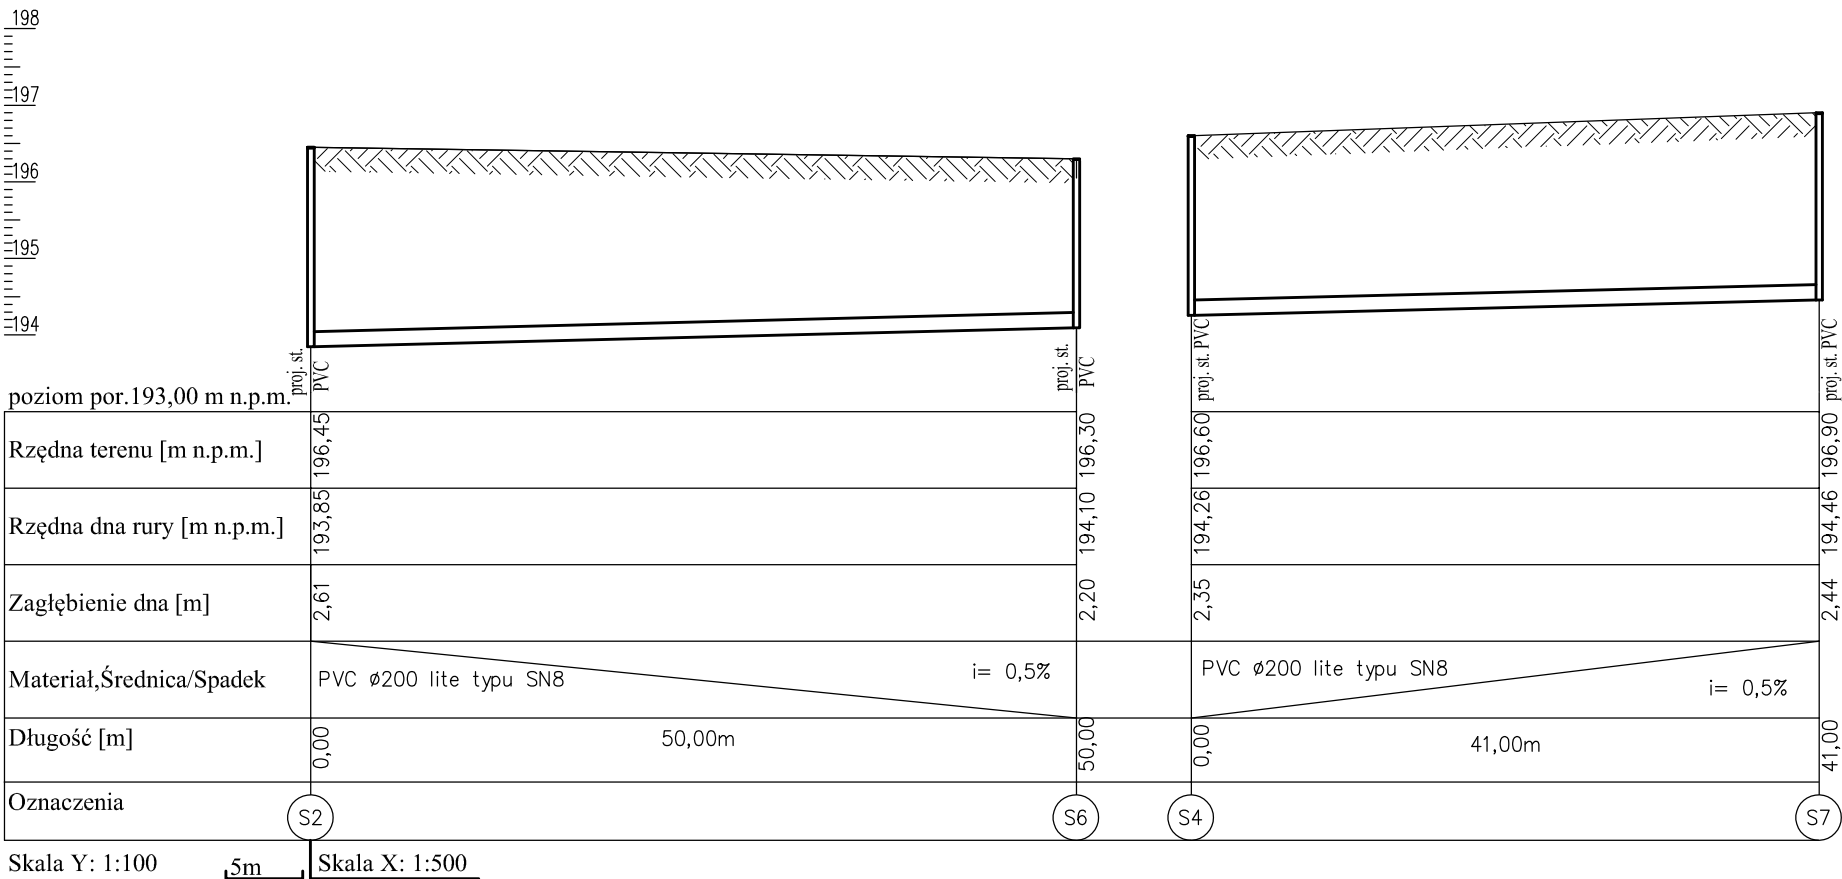 198
197
196
195
194
proj. st.
PVC
proj. st.
PVC
proj. st. PVC
proj. st. PVC
poziom por.193,00 m n.p.m.
Rzędna terenu [m n.p.m.] 196,45 196,30 196,60 196,90
Rzędna dna rury [m n.p.m.] 193,85 194,10 194,26 194,46
Zagłębienie dna [m] 2,61 2,20 2,35 2,44
Materiał,Średnica/Spadek PVC ø200 lite typu SN8 i= 0,5% PVC ø200 lite typu SN8 i= 0,5%
Długość [m] 0,00 50,00m 50,00 0,00 41,00m 41,00
Oznaczenia S2 S6 S4 S7
Skala Y: 1:100 5m Skala X: 1:500